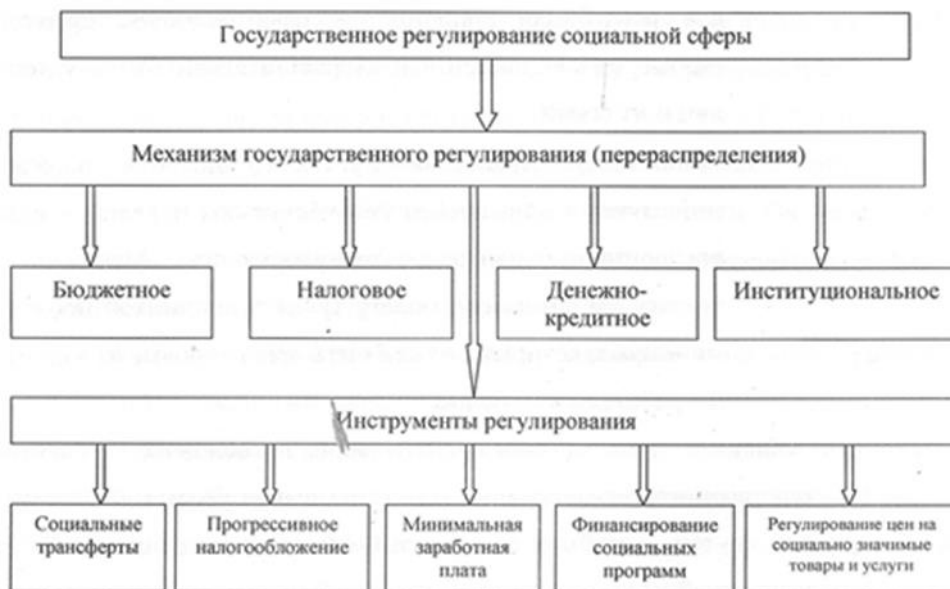 Государственное регулирование социальной сферы
Механизм государственного регулирования (перераспределения)
Бюджетное
Налоговое
Денежно-
кредитное
Институциональное
Инструменты регулирования
Социальные
трансферты
Прогрессивное
налогообложение
Минимальная
заработная
плата
Финансирование
социальных
программ
Регулирование цен на
социально значимые
товары и услуги